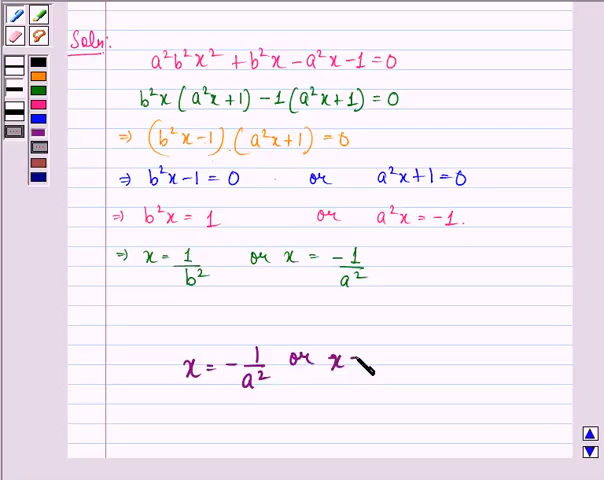 Soln:
a²b²x² + b²x - a²x - 1 = 0
b²x (a²x+1) - 1 (a²x+1) = 0
⇒ (b²x-1) . (a²x+1) = 0
⇒ b²x-1 = 0 or a²x+1 = 0
⇒ b²x = 1 or a²x = -1.
⇒ x = 1/b² or x = -1/a²
x = - 1/a² or x -